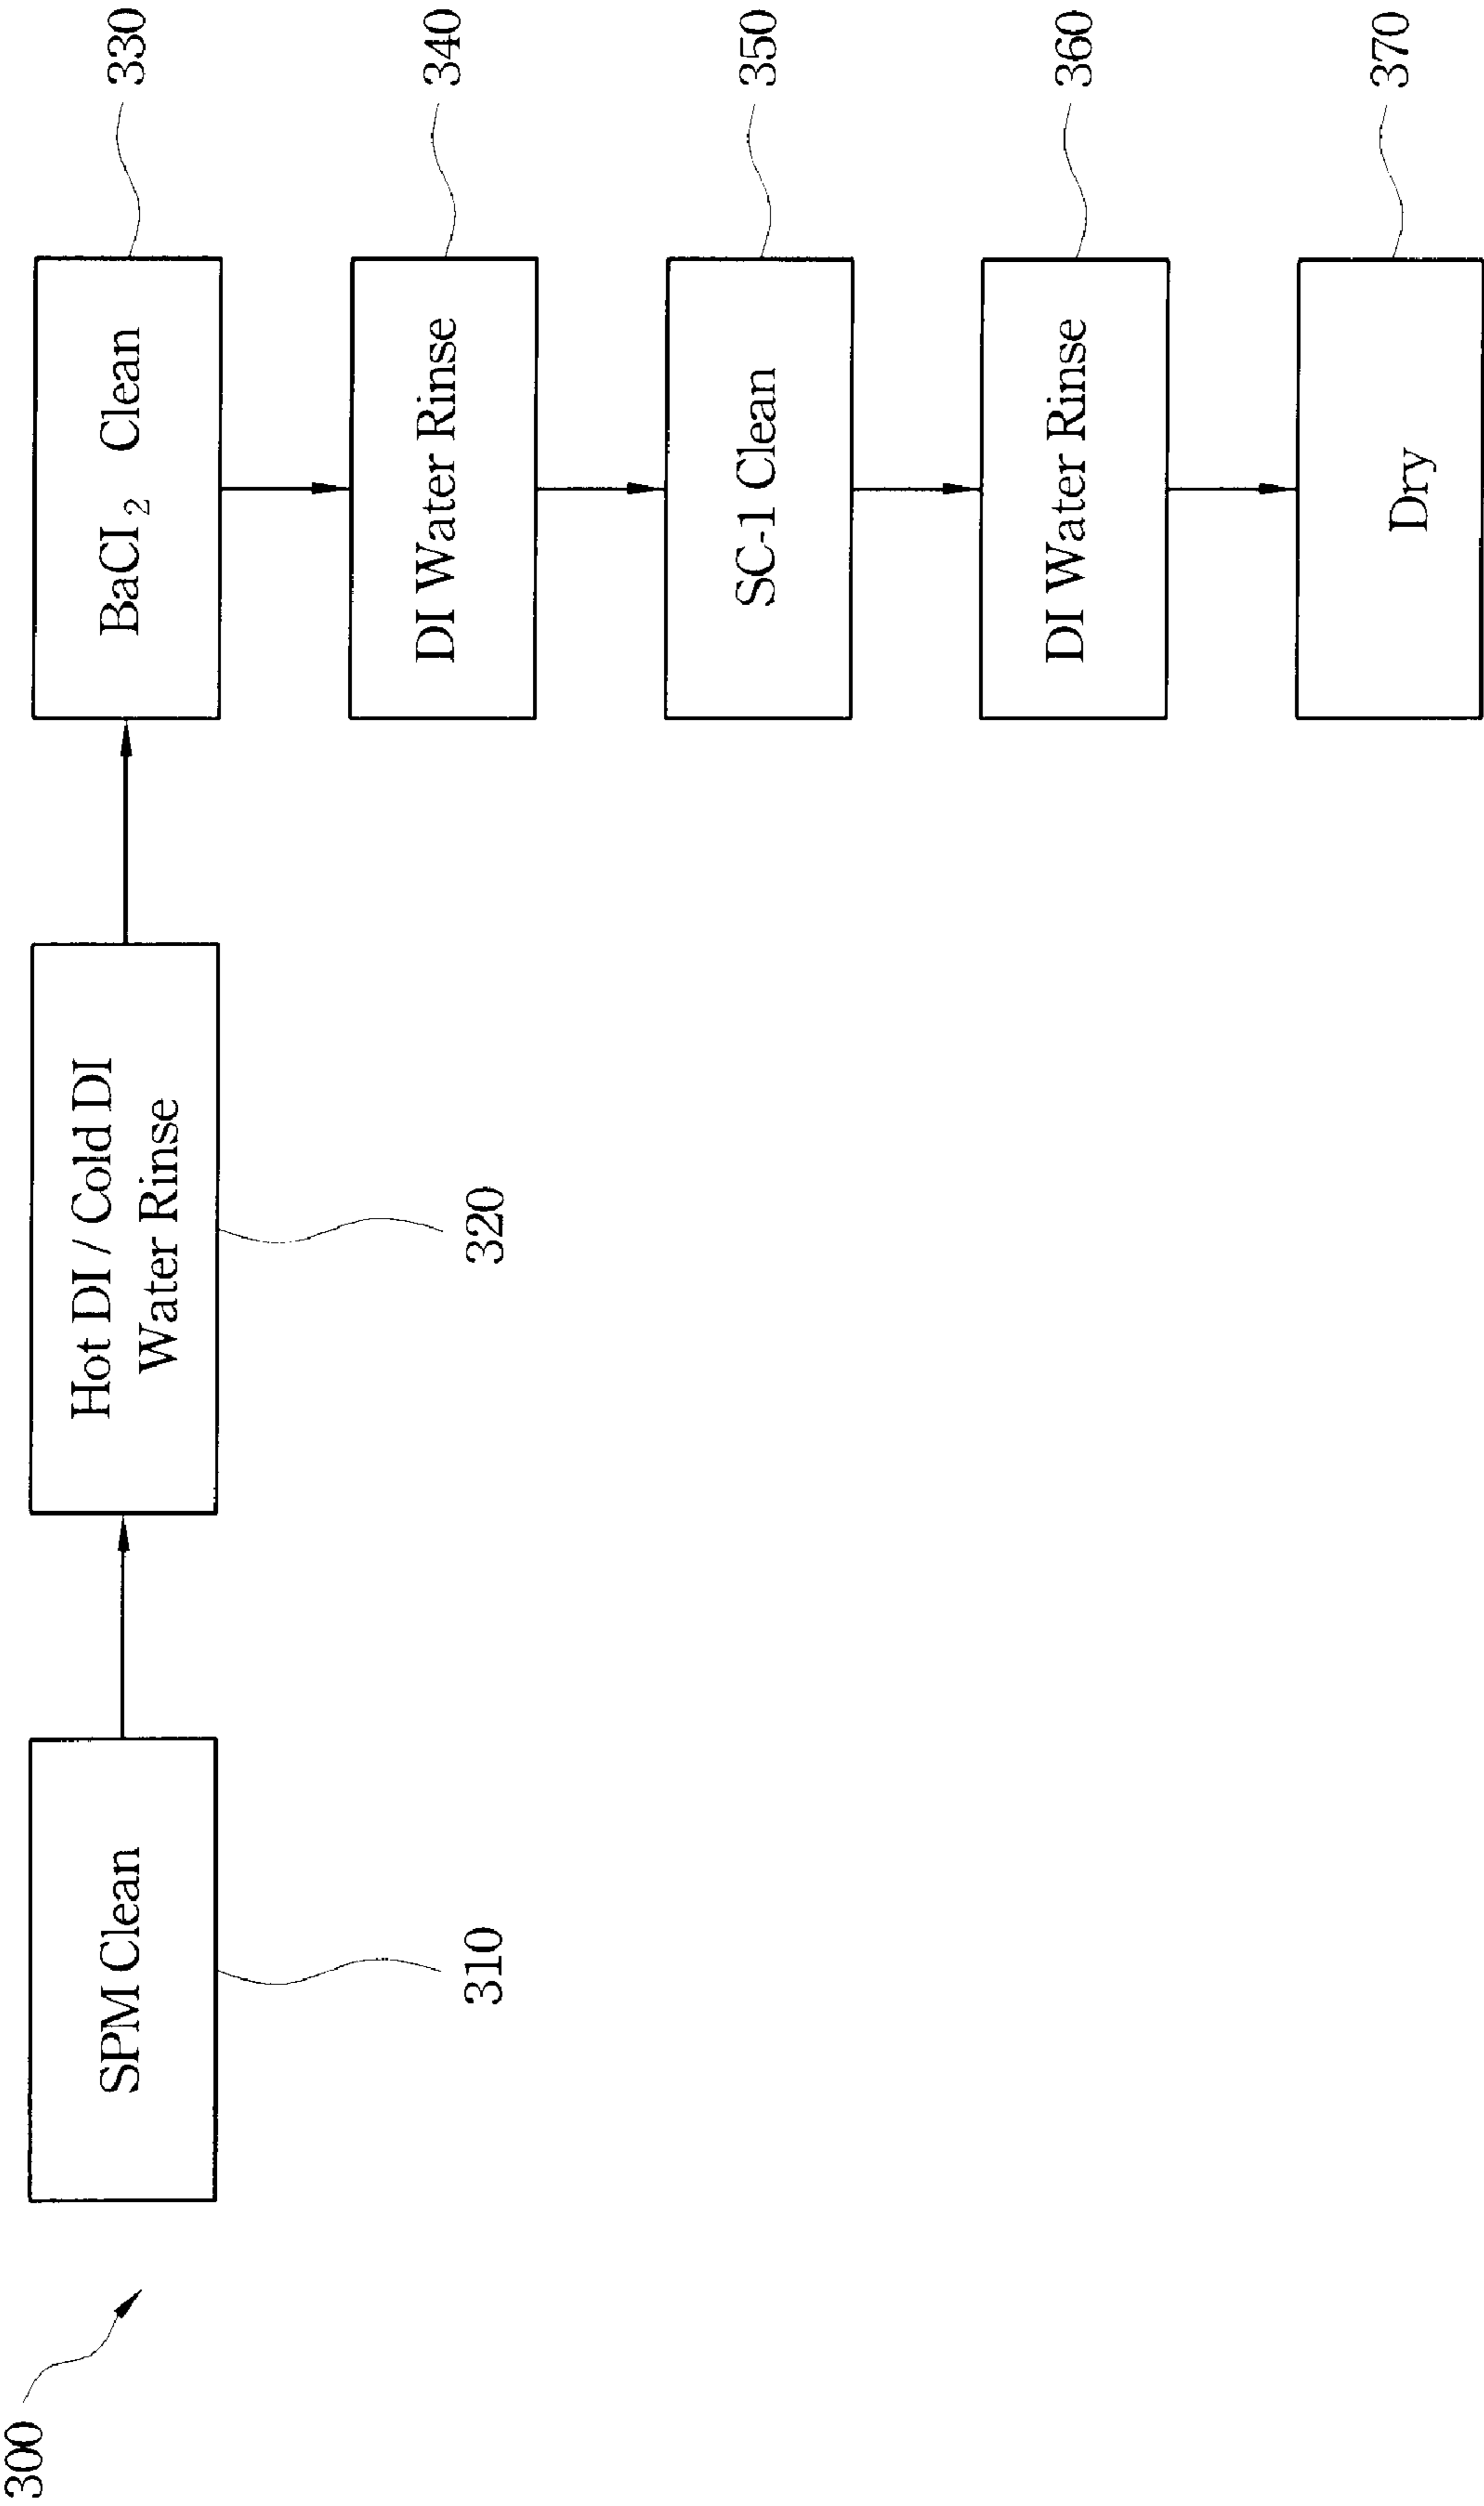 300
SPM Clean
310
Hot DI / Cold DI
Water Rinse
320
BaCl₂ Clean
330
DI Water Rinse
340
SC-1 Clean
350
DI Water Rinse
360
Dry
370